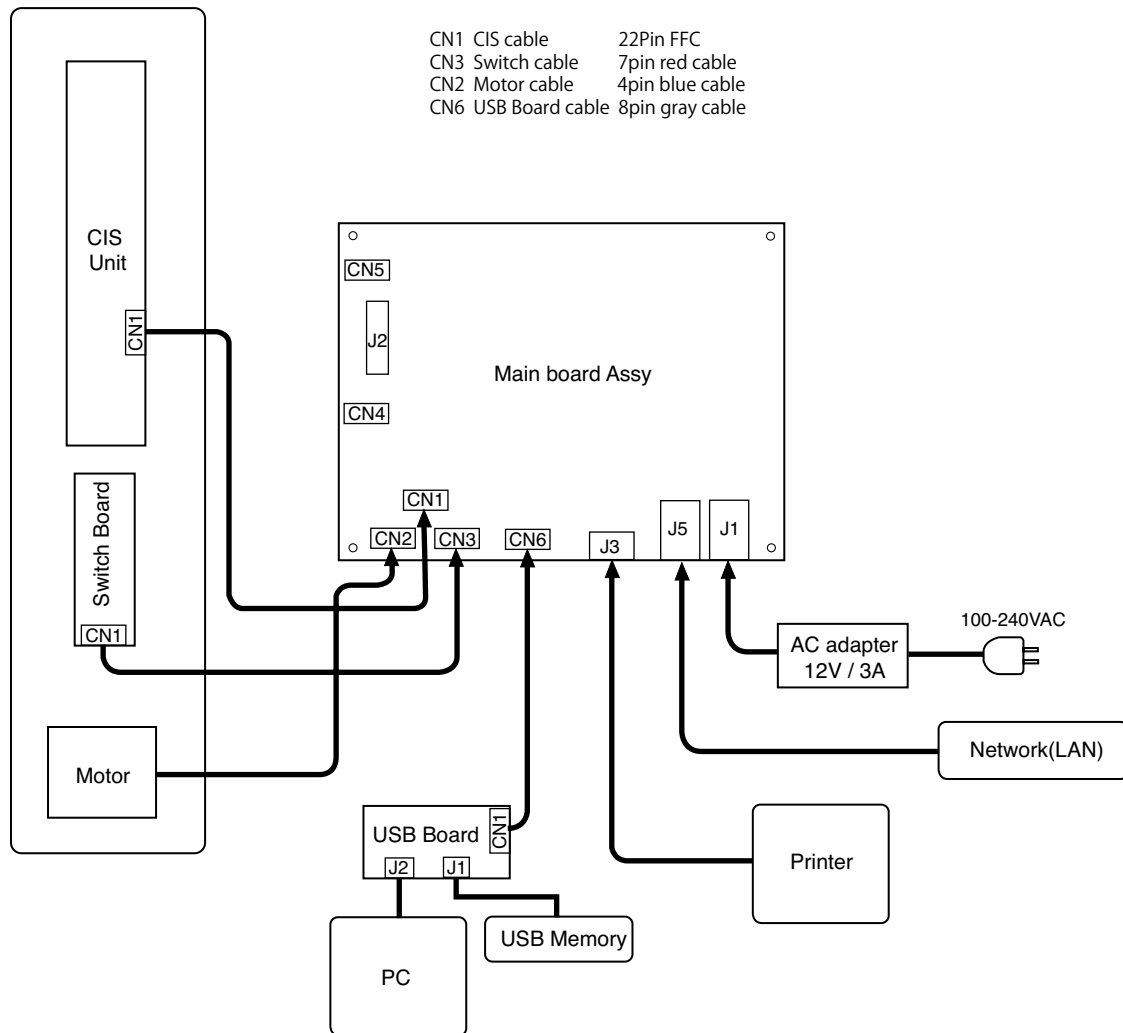 CN1 CIS cable 22Pin FFC
CN3 Switch cable 7pin red cable
CN2 Motor cable 4pin blue cable
CN6 USB Board cable 8pin gray cable
CIS
Unit
CN1
CN5
J2
Main board Assy
CN4
CN1
CN2
CN3
CN6
J3
J5
J1
Switch Board
CN1
100-240VAC
AC adapter
12V / 3A
Network(LAN)
Motor
USB Board
CN1
J2
J1
Printer
USB Memory
PC